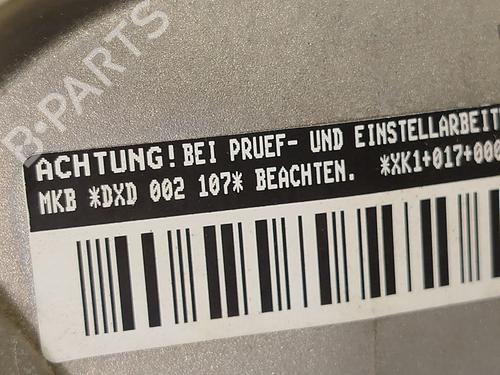 B-PARTS
ACHTUNG! BEI PRUEF- UND EINSTELLARBEIT
MKB *DXD 002 107* BEACHTEN. *XK1+017+000